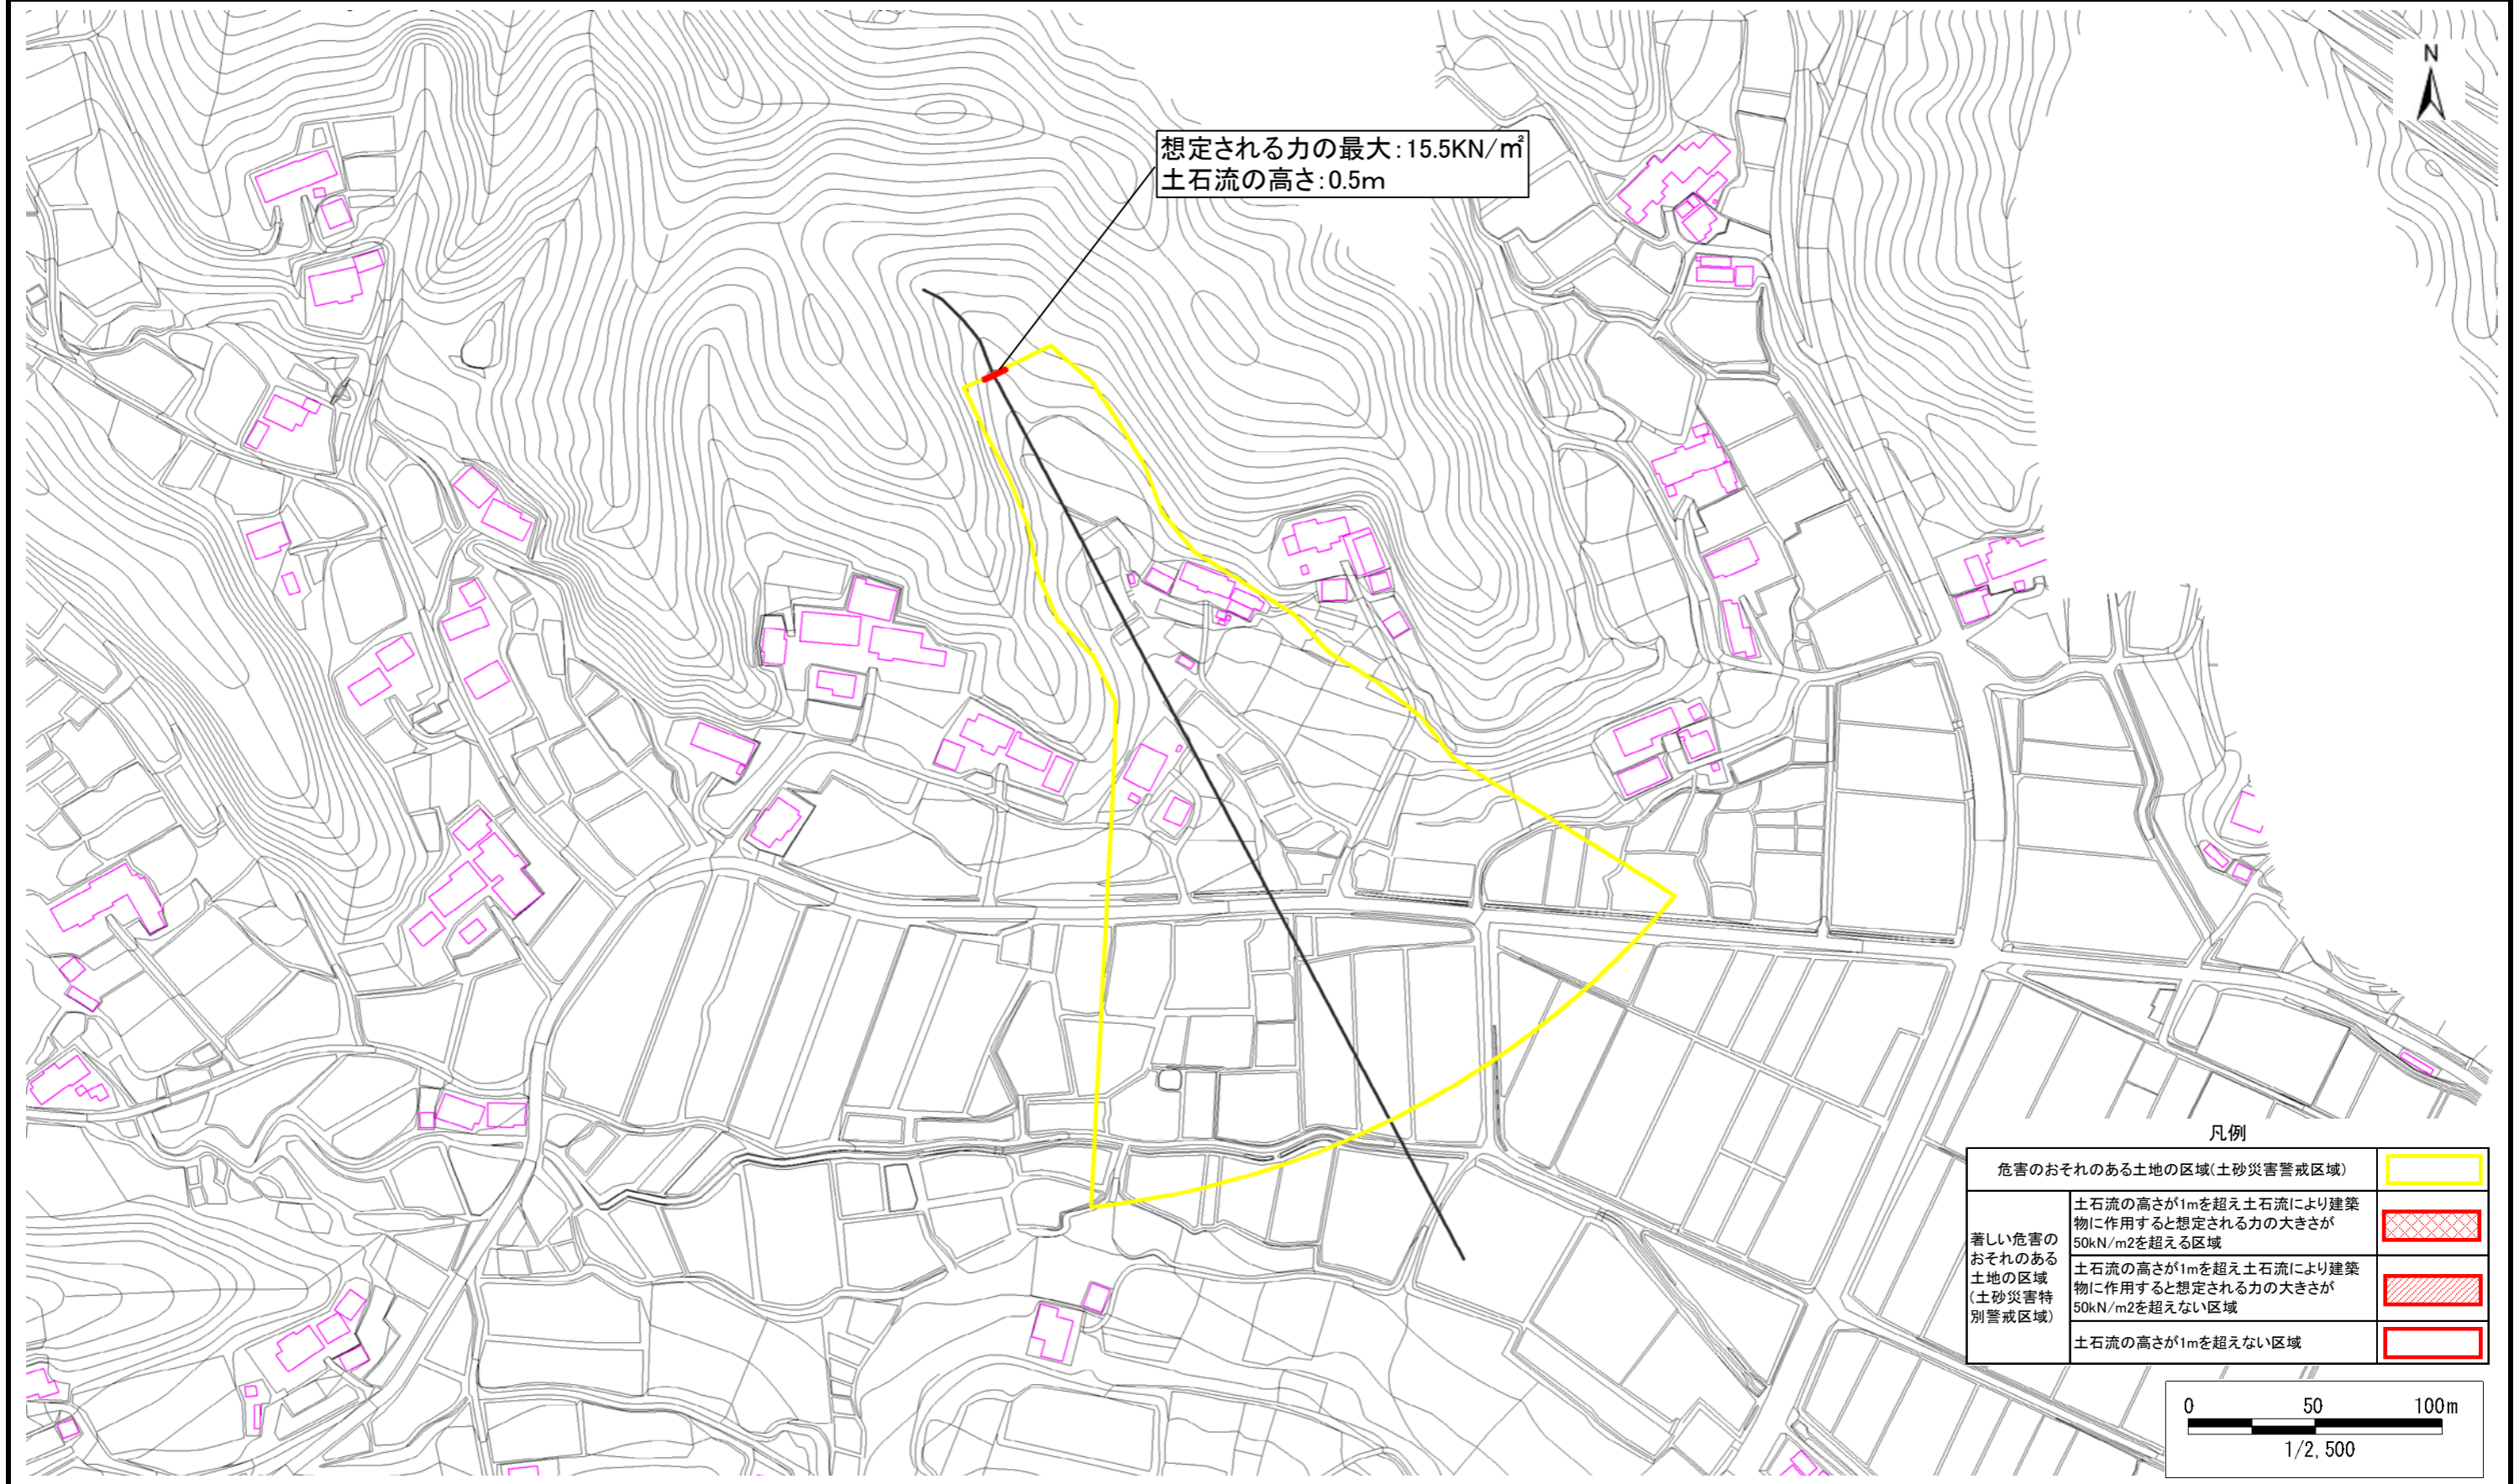 N
想定される力の最大:15.5KN/㎡
土石流の高さ:0.5m
凡例
危害のおそれのある土地の区域(土砂災害警戒区域)
著しい危害の
おそれのある
土地の区域
(土砂災害特
別警戒区域)
土石流の高さが1mを超え土石流により建築
物に作用すると想定される力の大きさが
50kN/m2を超える区域
土石流の高さが1mを超え土石流により建築
物に作用すると想定される力の大きさが
50kN/m2を超えない区域
土石流の高さが1mを超えない区域
0 50 100m
1/2,500